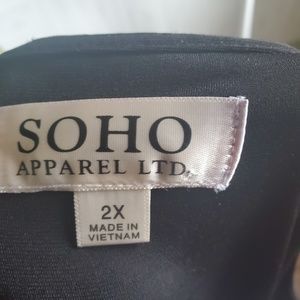 SOHO
APPAREL LTD.
2X
MADE IN
VIETNAM